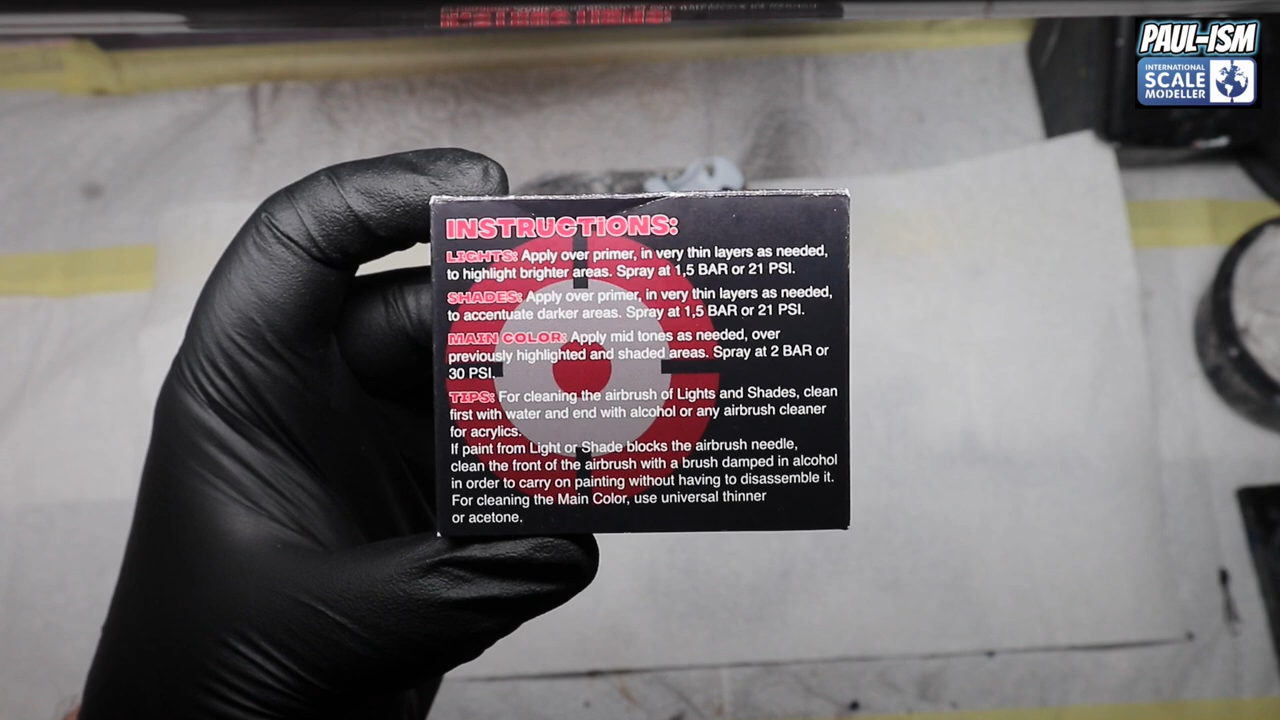 PAUL-ISM
INTERNATIONAL
SCALE
MODELLER
INSTRUCTIONS:
LIGHTS: Apply over primer, in very thin layers as needed,
to highlight brighter areas. Spray at 1,5 BAR or 21 PSI.
SHADES: Apply over primer, in very thin layers as needed,
to accentuate darker areas. Spray at 1,5 BAR or 21 PSI.
MAIN COLOR: Apply mid tones as needed, over
previously highlighted and shaded areas. Spray at 2 BAR or
30 PSI.
TIPS: For cleaning the airbrush of Lights and Shades, clean
first with water and end with alcohol or any airbrush cleaner
for acrylics.
If paint from Light or Shade blocks the airbrush needle,
clean the front of the airbrush with a brush damped in alcohol
in order to carry on painting without having to disassemble it.
For cleaning the Main Color, use universal thinner
or acetone.